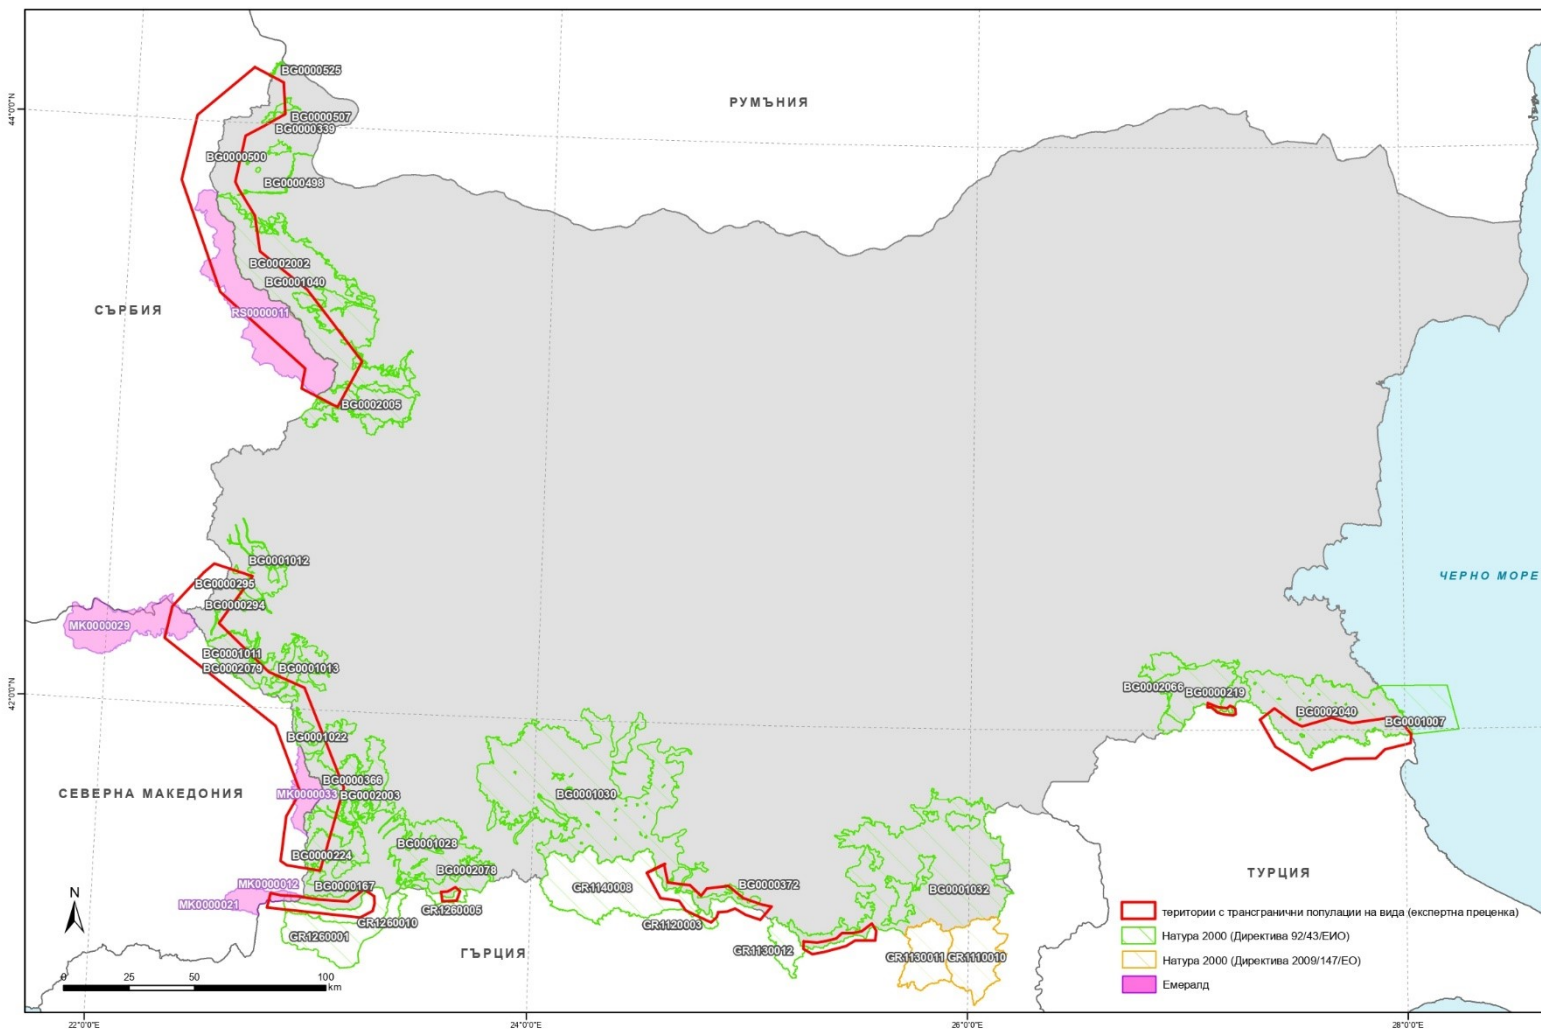 BG0000525
РУМЪНИЯ
44°0'0"N
BG0000507
BG0000339
BG0000500
BG0000498
BG0002002
BG0001040
СЪРБИЯ
RS0000011
BG0002005
BG0001012
ЧЕРНО МОРЕ
BG0000295
BG0000294
MK0000029
BG0001011
BG0002079
BG0001013
42°0'0"N
BG0002066
BG0000219
BG0002040
BG0001007
BG0001022
BG0000366
СЕВЕРНА МАКЕДОНИЯ
MK0000033
BG0002003
BG0001030
BG0001028
BG0000224
BG0002078
ТУРЦИЯ
MK0000012
BG0000167
GR1140008
BG0000372
BG0001032
N
MK0000021
GR1260005
GR1260010
GR1120003
GR1260001
ГЪРЦИЯ
GR1130012
GR1130011
GR1110010
територии с трансгранични популации на вида (експертна преценка)
Натура 2000 (Директива 92/43/ЕИО)
Натура 2000 (Директива 2009/147/ЕО)
Емералд
0 25 50 100
km
22°0'0"E 24°0'0"E 26°0'0"E 28°0'0"E